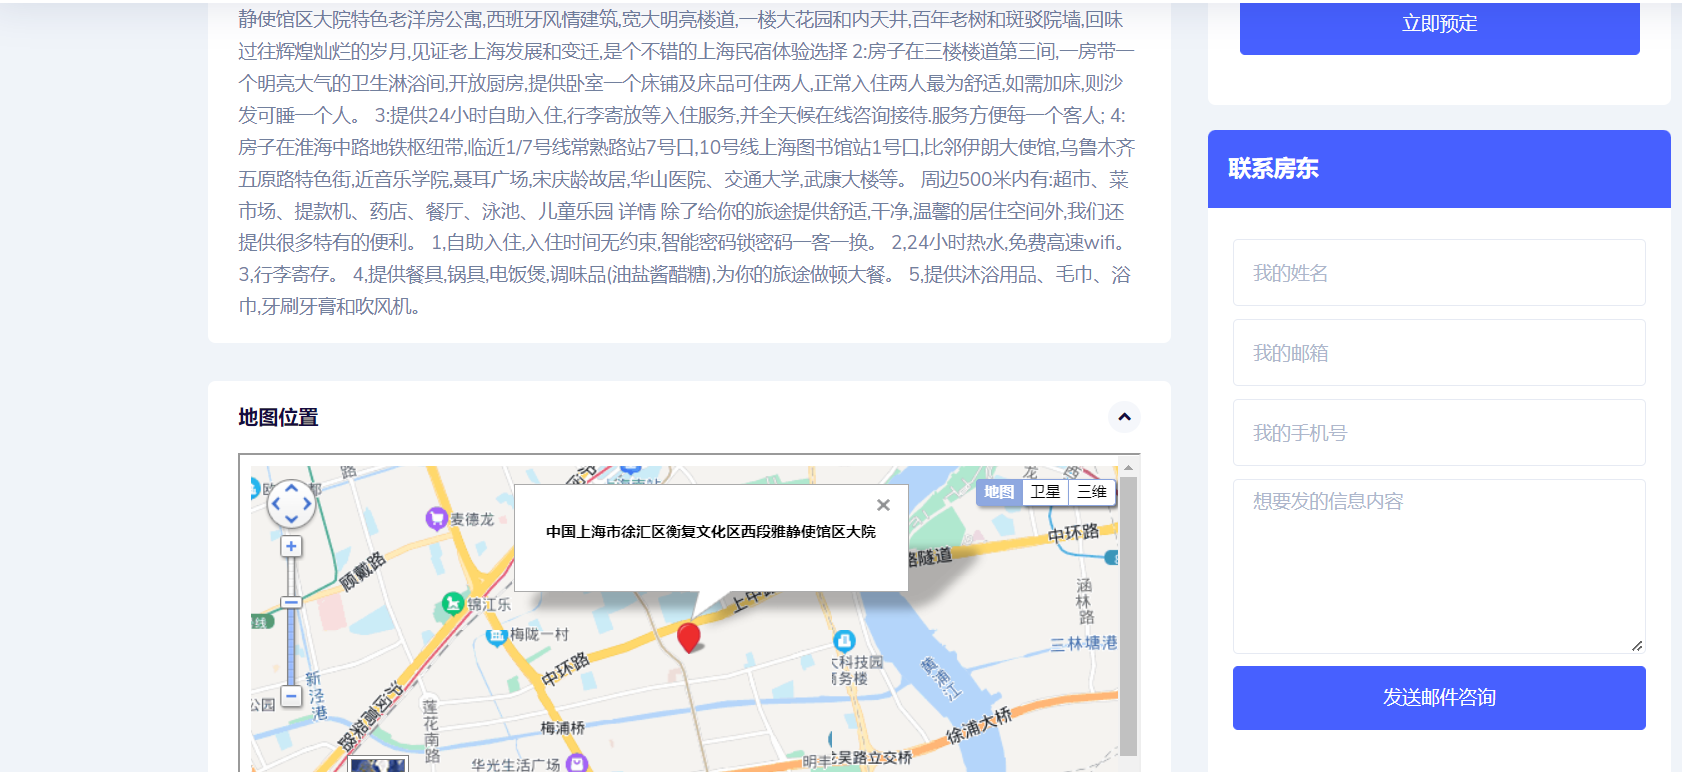 静使馆区大院特色老洋房公寓,西班牙风情建筑,宽大明亮楼道,一楼大花园和内天井,百年老树和斑驳院墙,回味
过往辉煌灿烂的岁月,见证老上海发展和变迁,是个不错的上海民宿体验选择 2:房子在三楼楼道第三间,一房带一
个明亮大气的卫生淋浴间,开放厨房,提供卧室一个床铺及床品可住两人,正常入住两人最为舒适,如需加床,则沙
发可睡一个人。 3:提供24小时自助入住,行李寄放等入住服务,并全天候在线咨询接待.服务方便每一个客人; 4:
房子在淮海中路地铁枢纽带,临近1/7号线常熟路站7号口,10号线上海图书馆站1号口,比邻伊朗大使馆,乌鲁木齐
五原路特色街,近音乐学院,聂耳广场,宋庆龄故居,华山医院、交通大学,武康大楼等。 周边500米内有:超市、菜
市场、提款机、药店、餐厅、泳池、儿童乐园 详情 除了给你的旅途提供舒适,干净,温馨的居住空间外,我们还
提供很多特有的便利。 1,自助入住,入住时间无约束,智能密码锁密码一客一换。 2,24小时热水,免费高速wifi。
3,行李寄存。 4,提供餐具,锅具,电饭煲,调味品(油盐酱醋糖),为你的旅途做顿大餐。 5,提供沐浴用品、毛巾、浴
巾,牙刷牙膏和吹风机。
地图位置
路
都
麦德龙
顾戴路
锦江乐
线
梅陇一村
中环路
新泾港
公园
沪闵高架路
莲花南路
梅浦桥
华光生活广场
中国上海市徐汇区衡复文化区西段雅静使馆区大院
上中路
路隧道
地图
卫星
三维
龙
中环路
涵林路
三林塘港
大科技园
商务楼
黄浦江
徐浦大桥
龙吴路立交桥
明丰
立即预定
联系房东
我的姓名
我的邮箱
我的手机号
想要发的信息内容
发送邮件咨询